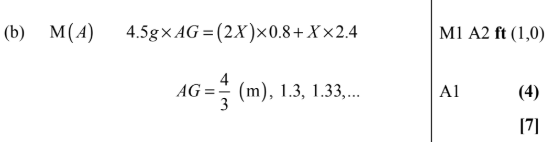 (b) M(A) 4.5g × AG = (2X) × 0.8 + X × 2.4 M1 A2 ft (1,0)
AG = 4/3 (m), 1.3, 1.33,... A1 (4)
[7]